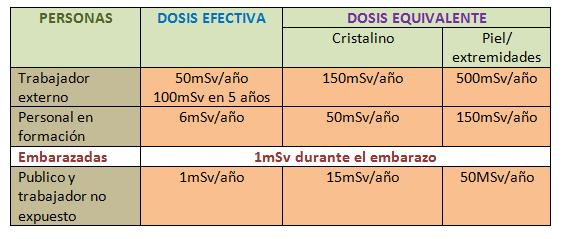 PERSONAS DOSIS EFECTIVA DOSIS EQUIVALENTE
Cristalino Piel/
extremidades
Trabajador 50mSv/año 150mSv/año 500mSv/año
externo 100mSv en 5 años
Personal en 6mSv/año 50mSv/año 150mSv/año
formación
Embarazadas 1mSv durante el embarazo
Publico y 1mSv/año 15mSv/año 50MSv/año
trabajador no
expuesto